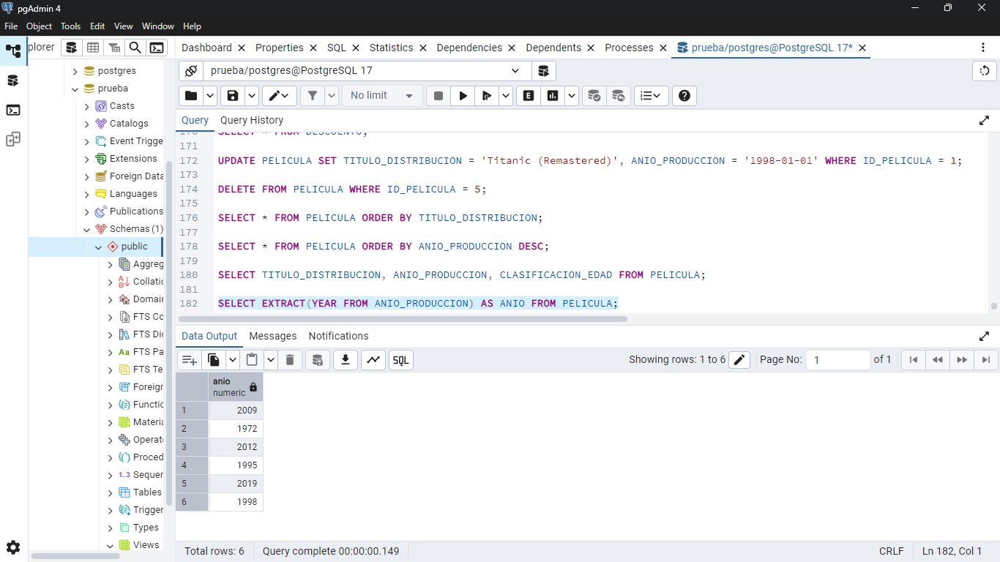 pgAdmin 4
File Object Tools Edit View Window Help
plorer
Dashboard Properties SQL Statistics Dependencies Dependents Processes prueba/postgres@PostgreSQL 17*
prueba/postgres@PostgreSQL 17
No limit
E
Query Query History
postgres
prueba
Casts
Catalogs
Event Trigge
Extensions
Foreign Data
Languages
Publications
Schemas (1)
public
Aggreg
Collatio
Domain
FTS Co
FTS Dic
Aa FTS Pa
FTS Te
Foreign
Functio
Materia
Operato
Proced
1..3 Sequen
Tables
Trigger
Types
Views
170 SELECT * FROM DESCUENTO;
171
172 UPDATE PELICULA SET TITULO_DISTRIBUCION = 'Titanic (Remastered)', ANIO_PRODUCCION = '1998-01-01' WHERE ID_PELICULA = 1;
173
174 DELETE FROM PELICULA WHERE ID_PELICULA = 5;
175
176 SELECT * FROM PELICULA ORDER BY TITULO_DISTRIBUCION;
177
178 SELECT * FROM PELICULA ORDER BY ANIO_PRODUCCION DESC;
179
180 SELECT TITULO_DISTRIBUCION, ANIO_PRODUCCION, CLASIFICACION_EDAD FROM PELICULA;
181
182 SELECT EXTRACT(YEAR FROM ANIO_PRODUCCION) AS ANIO FROM PELICULA;
Data Output Messages Notifications
SQL
Showing rows: 1 to 6 Page No: 1 of 1
anio
numeric
1 2009
2 1972
3 2012
4 1995
5 2019
6 1998
Total rows: 6 Query complete 00:00:00.149 CRLF Ln 182, Col 1